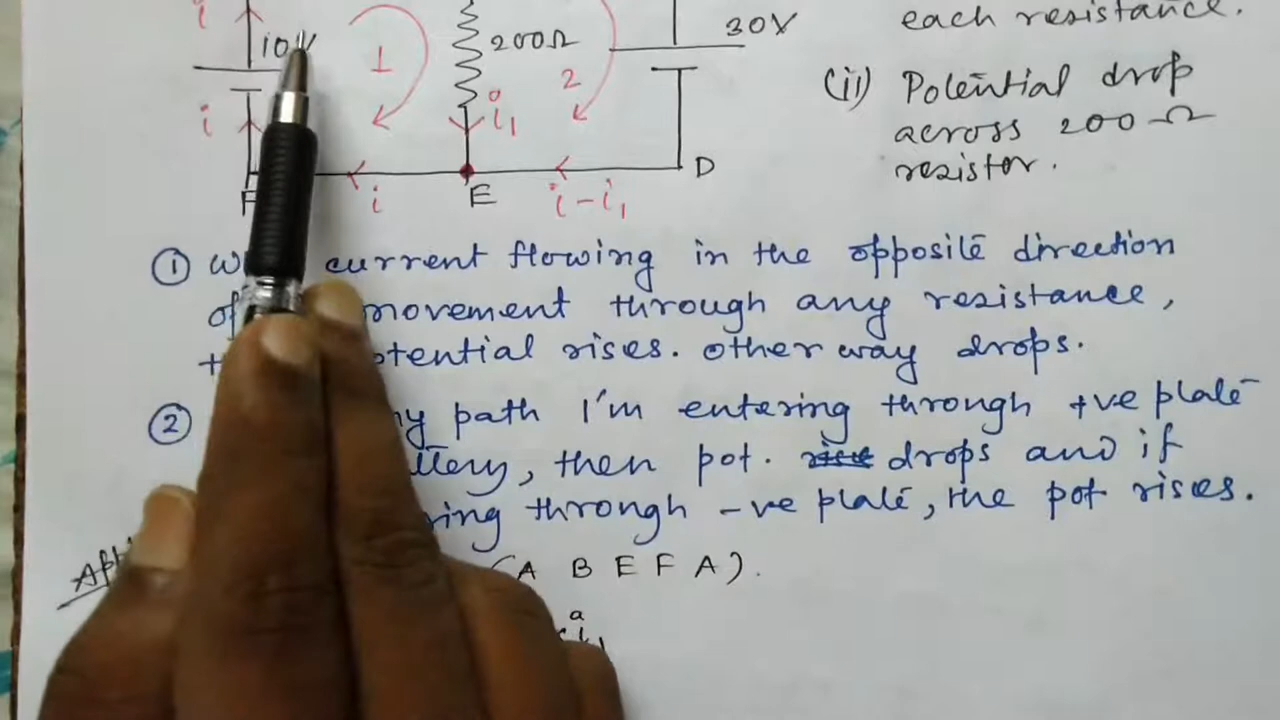 i
10V
1
200Ω
2
30V
each resistance.
i
i1
(ii) Potential drop
across 200-Ω
resistor.
D
E
i
i-i1
① current flowing in the opposite direction
of movement through any resistance,
potential rises. other way drops.
② path I'm entering through +ve plate
then pot. drops and if
through -ve plate, the pot rises.
(A B E F A).